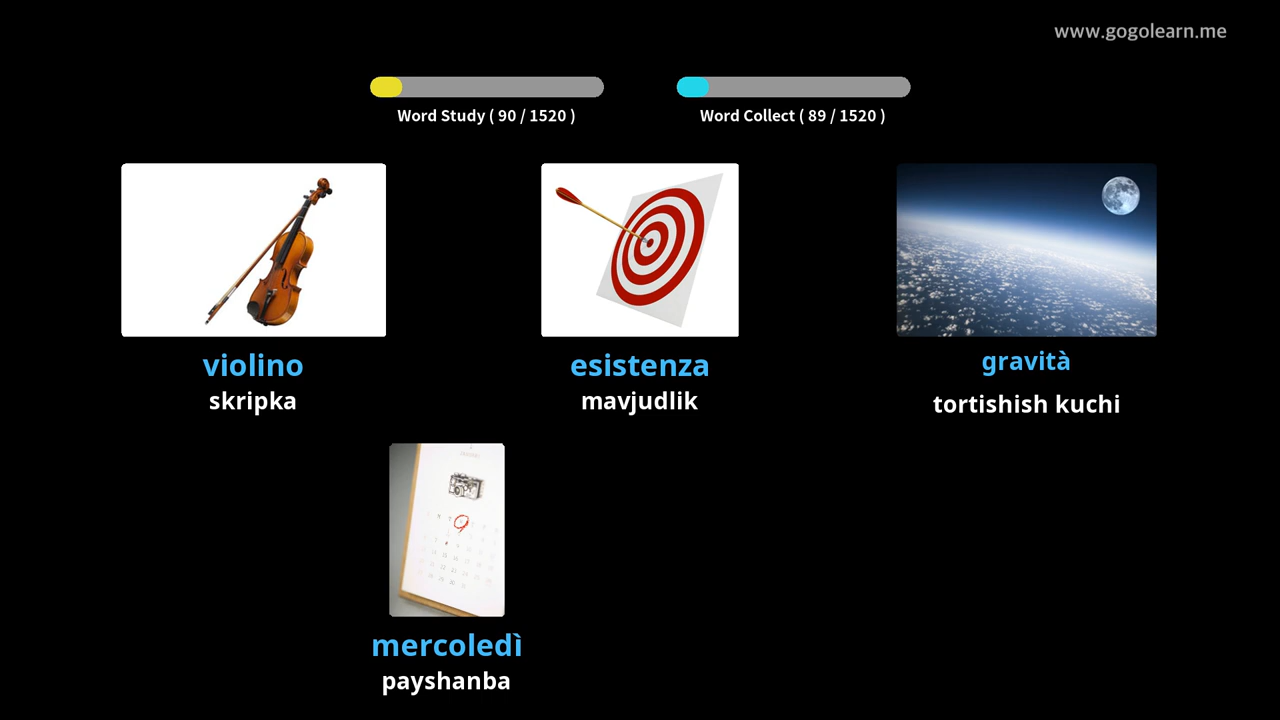 www.gogolearn.me
Word Study ( 90 / 1520 )
Word Collect ( 89 / 1520 )
violino
skripka
esistenza
mavjudlik
gravità
tortishish kuchi
mercoledì
payshanba